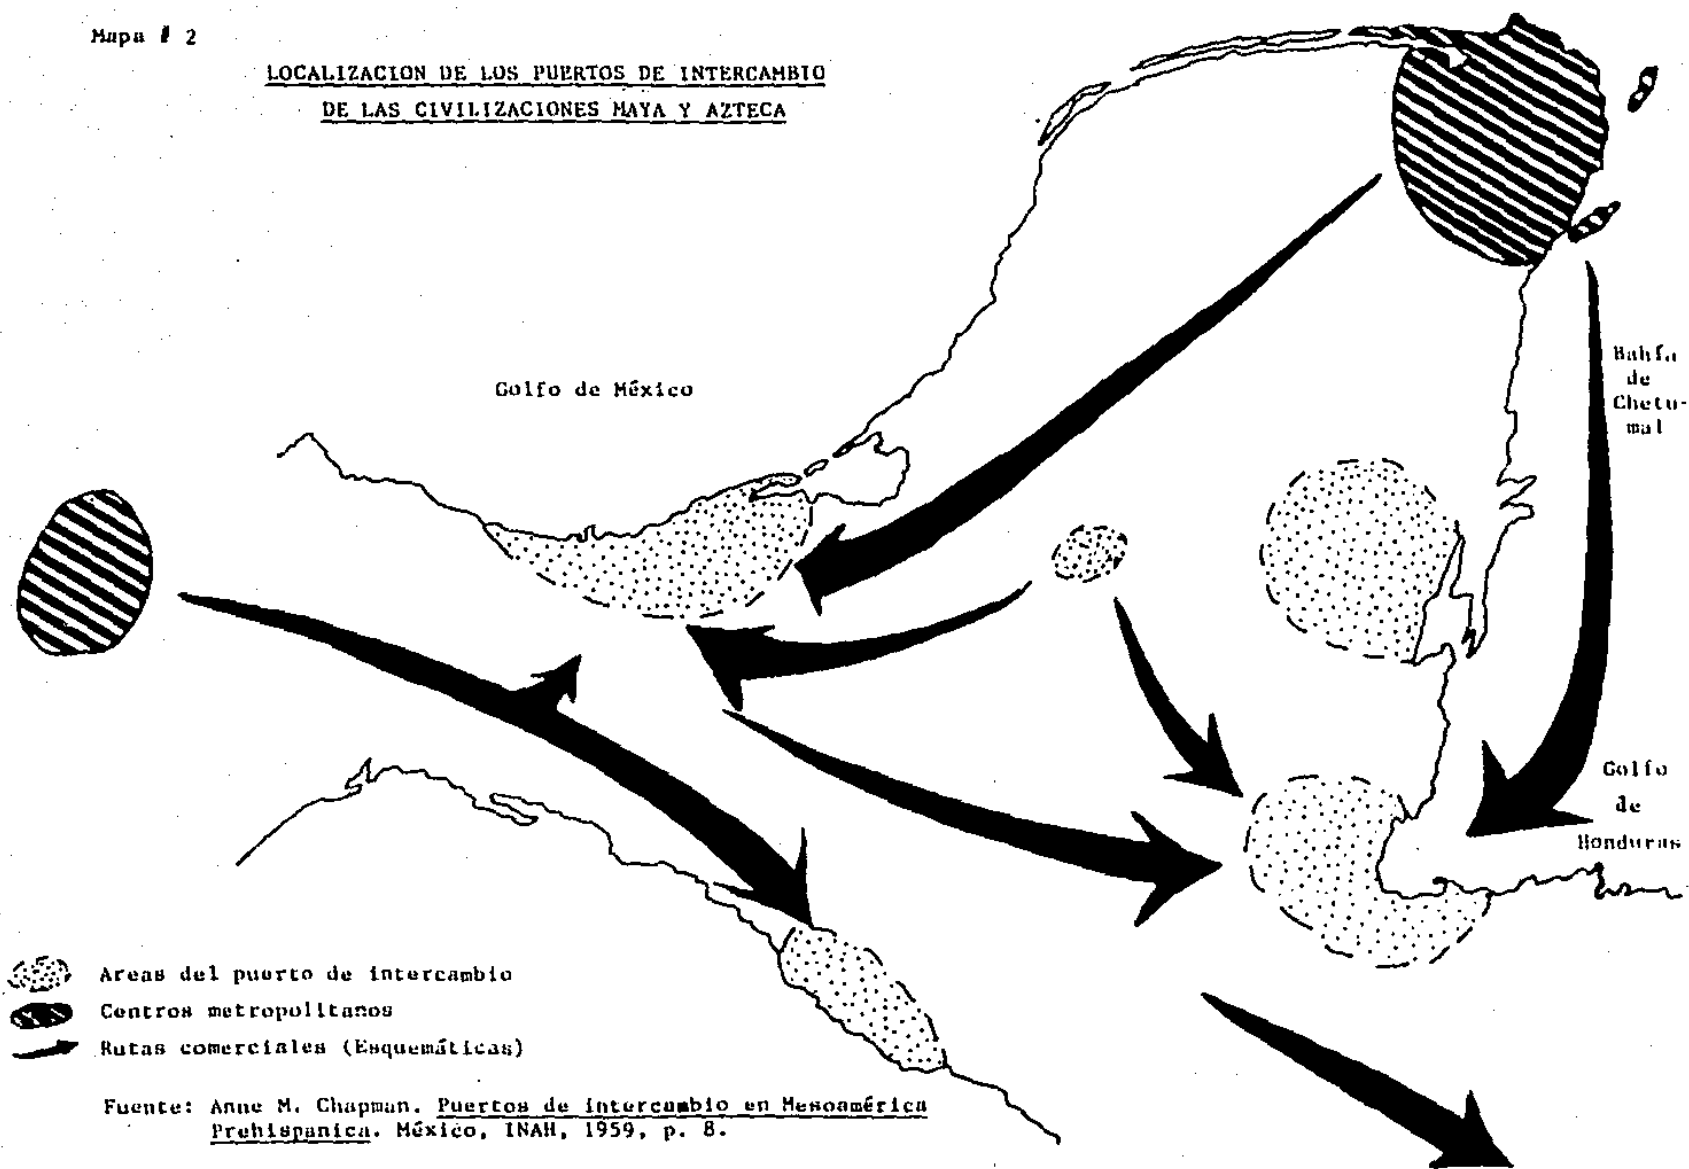 Mapa # 2
LOCALIZACION DE LOS PUERTOS DE INTERCAMBIO
DE LAS CIVILIZACIONES MAYA Y AZTECA
Golfo de México
Bahía
de
Chetu-
mal
Golfo
de
Honduras
Areas del puerto de intercambio
Centros metropolitanos
Rutas comerciales (Esquemáticas)
Fuente: Anne M. Chapman. Puertos de intercambio en Mesoamérica
Prehispanica. México, INAH, 1959, p. 8.